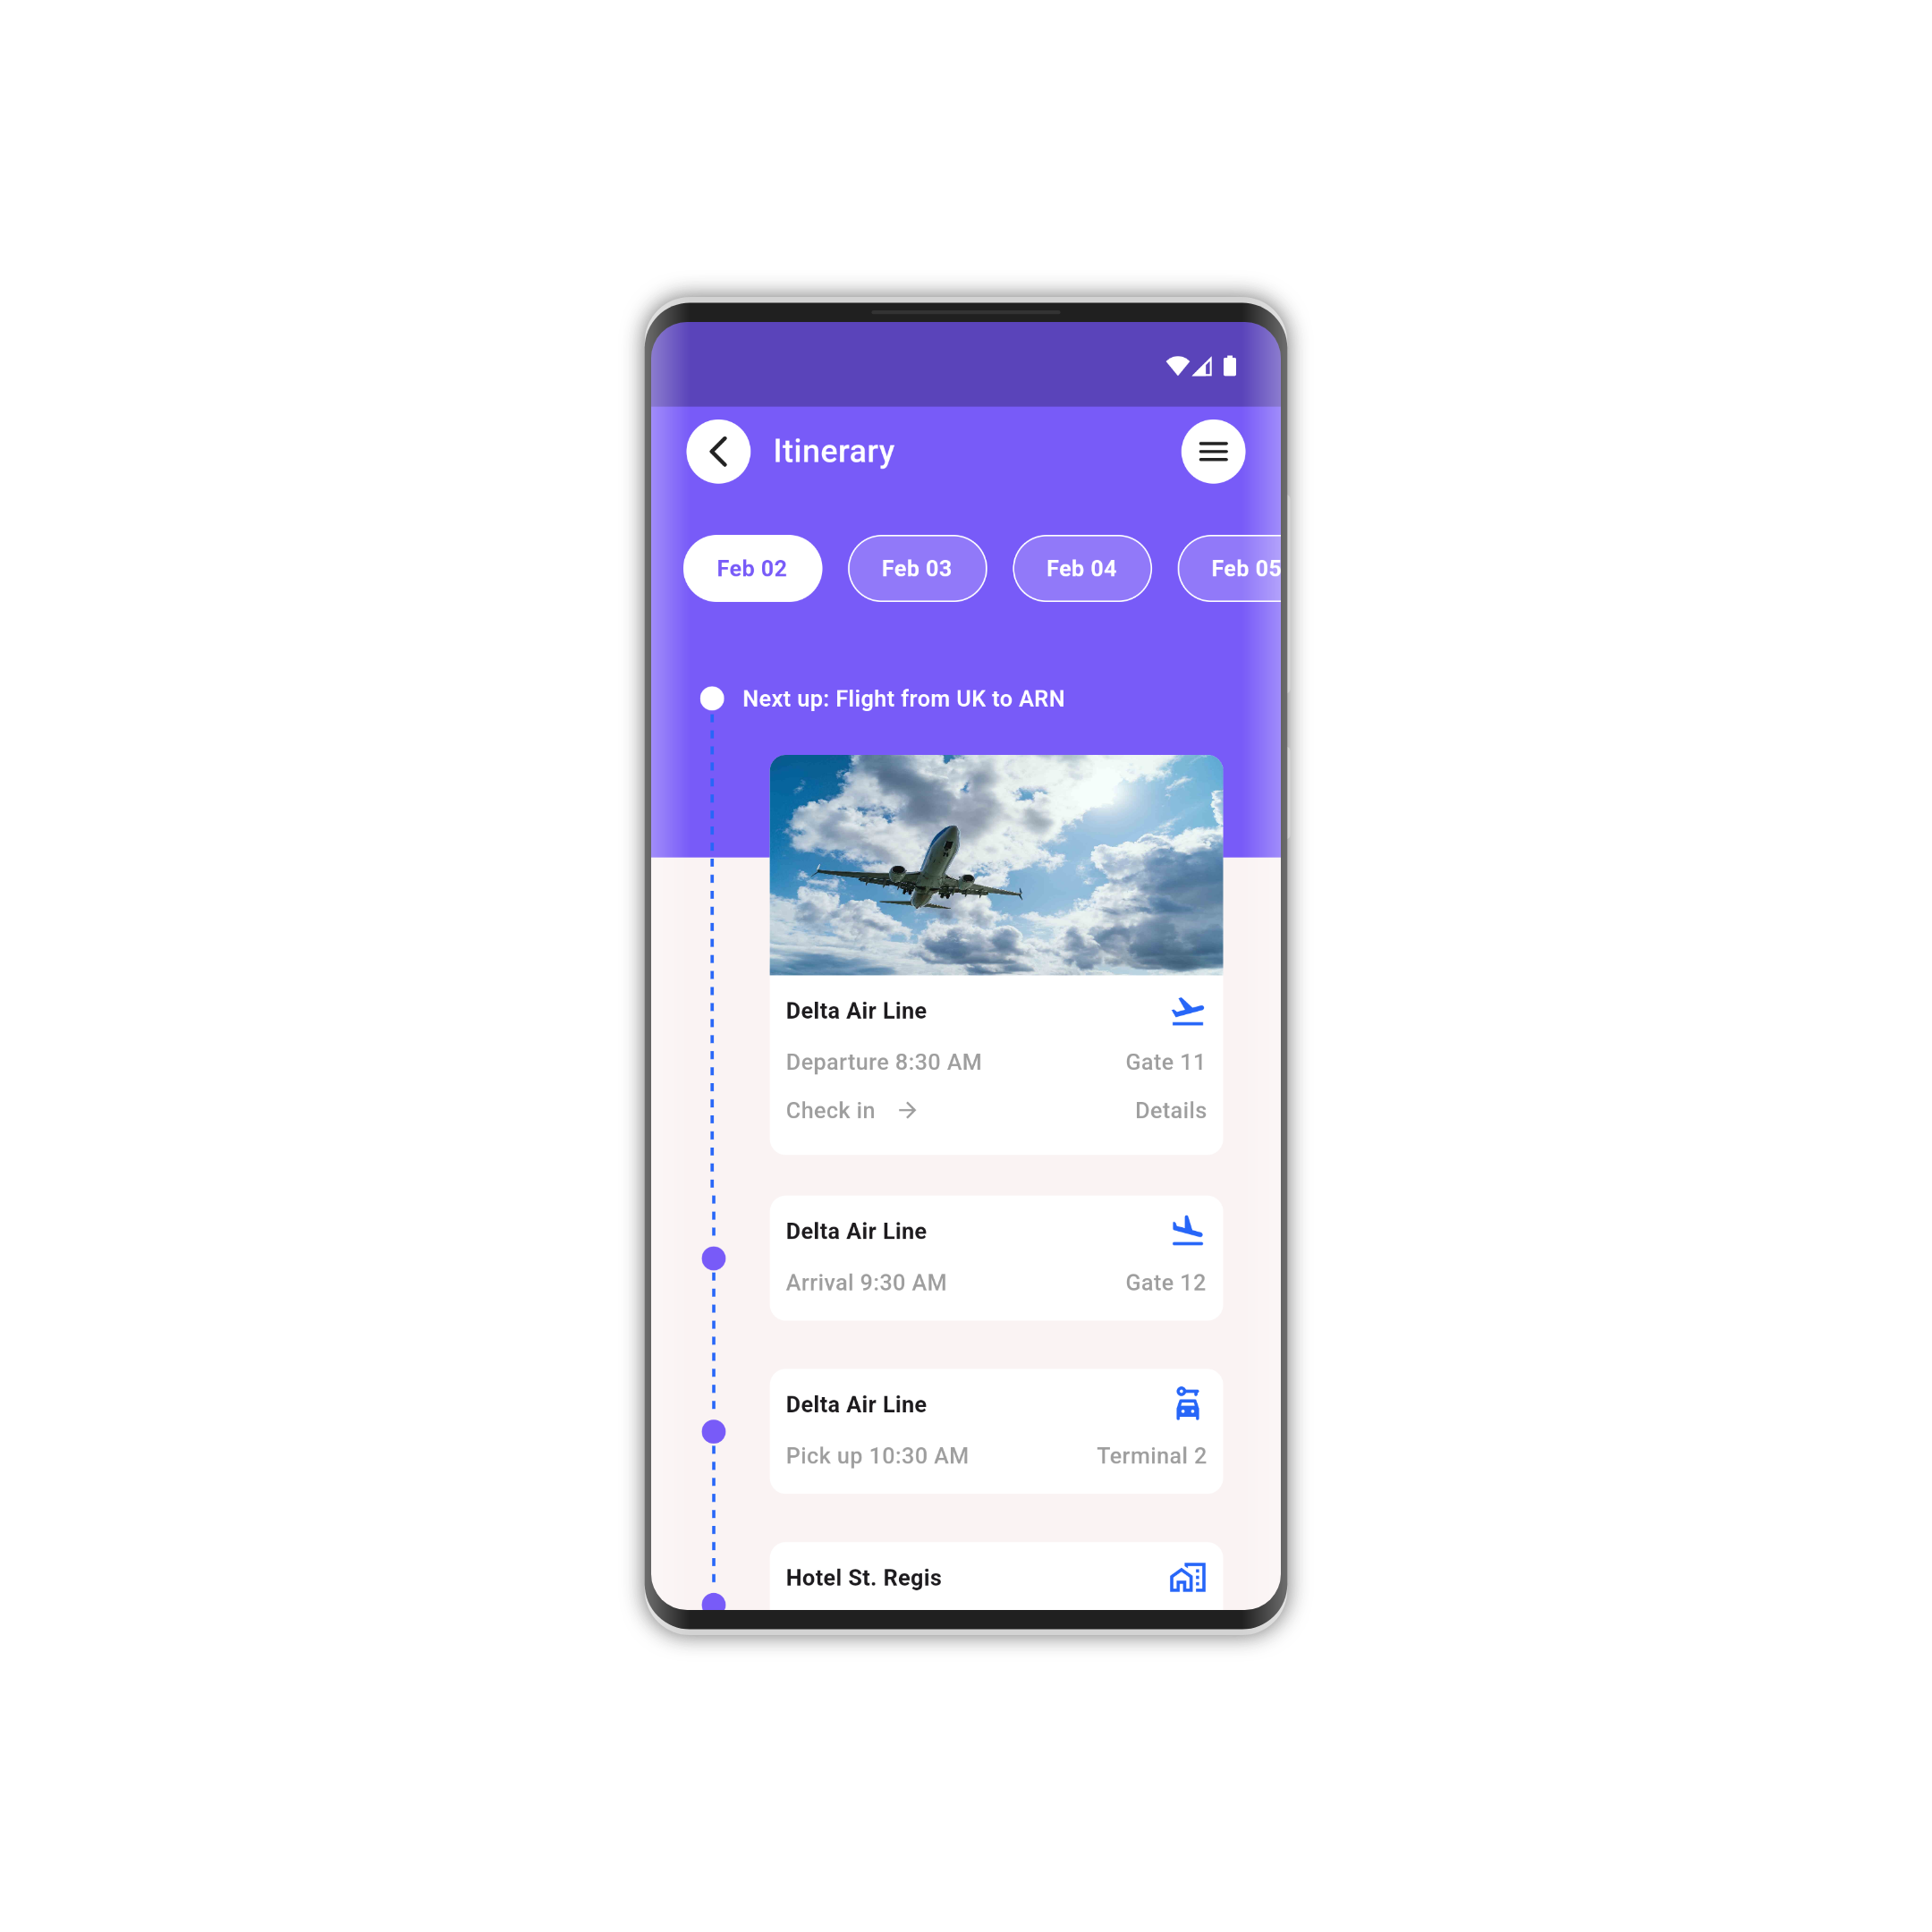 Itinerary
Feb 02
Feb 03
Feb 04
Feb 05
Next up: Flight from UK to ARN
Delta Air Line
Departure 8:30 AM
Gate 11
Check in
Details
Delta Air Line
Arrival 9:30 AM
Gate 12
Delta Air Line
Pick up 10:30 AM
Terminal 2
Hotel St. Regis